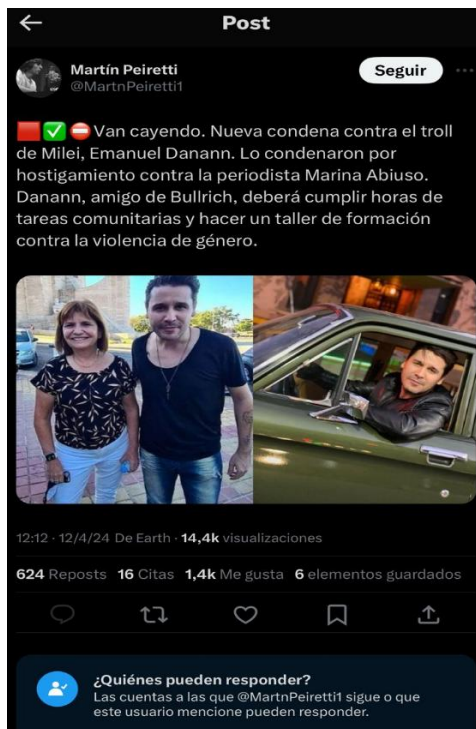 Post
Martín Peiretti
@MartnPeiretti1
Seguir
🟥✅⛔Van cayendo. Nueva condena contra el troll
de Milei, Emanuel Danann. Lo condenaron por
hostigamiento contra la periodista Marina Abiuso.
Danann, amigo de Bullrich, deberá cumplir horas de
tareas comunitarias y hacer un taller de formación
contra la violencia de género.
12:12 · 12/4/24 De Earth · 14,4k visualizaciones
624 Reposts 16 Citas 1,4k Me gusta 6 elementos guardados
¿Quiénes pueden responder?
Las cuentas a las que @MartnPeiretti1 sigue o que
este usuario mencione pueden responder.